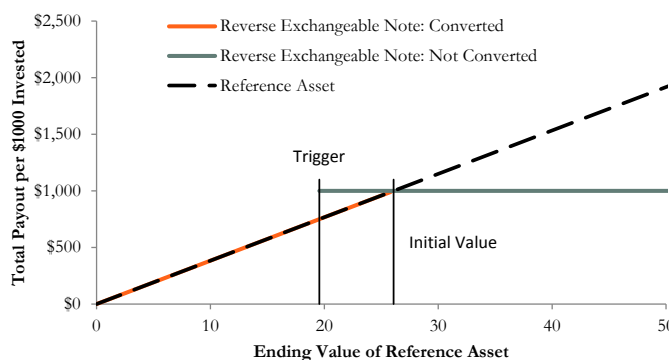 $2,500
$2,000
$1,500
$1,000
$500
$0
Total Payout per $1000 Invested
Reverse Exchangeable Note: Converted
Reverse Exchangeable Note: Not Converted
Reference Asset
Trigger
Initial Value
0 10 20 30 40 50
Ending Value of Reference Asset